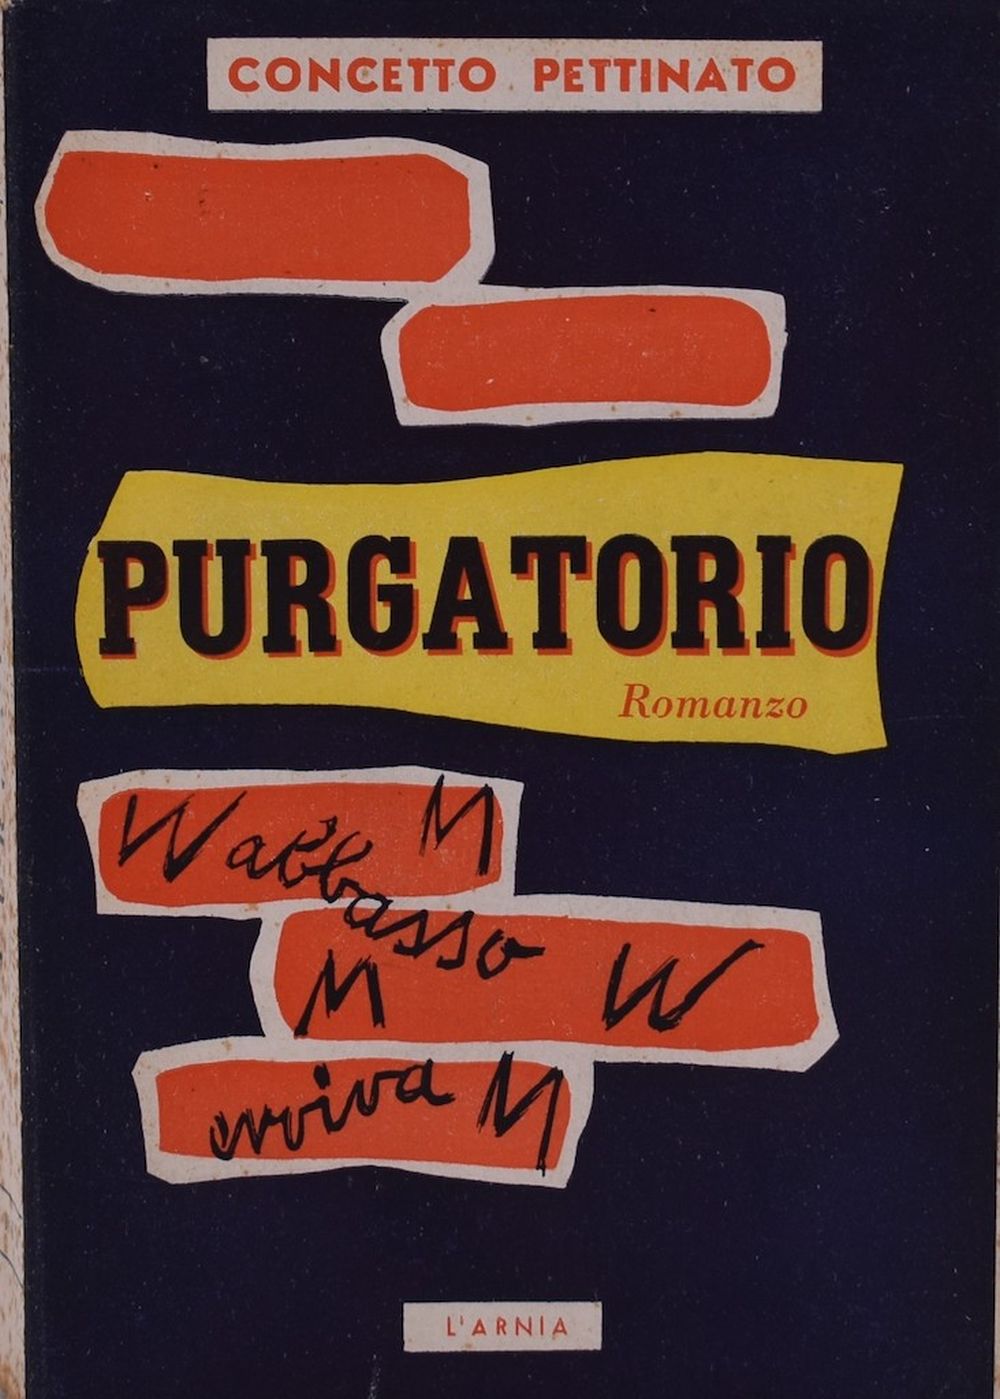 CONCETTO PETTINATO
PURGATORIO
Romanzo
W abbasso M
M W
evviva M
L'ARNIA